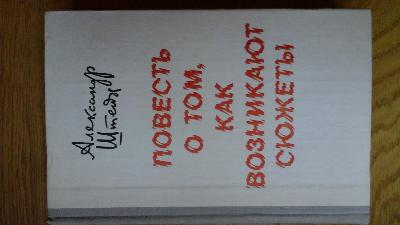 Александр
Штейн
ПОВЕСТЬ
О ТОМ,
КАК
ВОЗНИКАЮТ
СЮЖЕТЫ